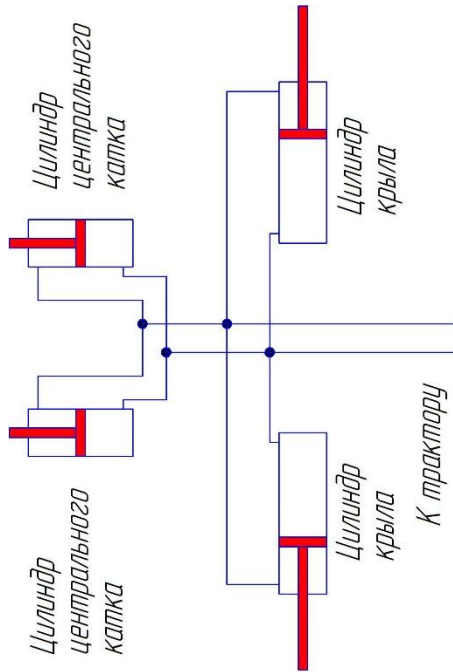 Цилиндр
центрального
катка
Цилиндр
крыла
Цилиндр
центрального
катка
Цилиндр
крыла
К трактору